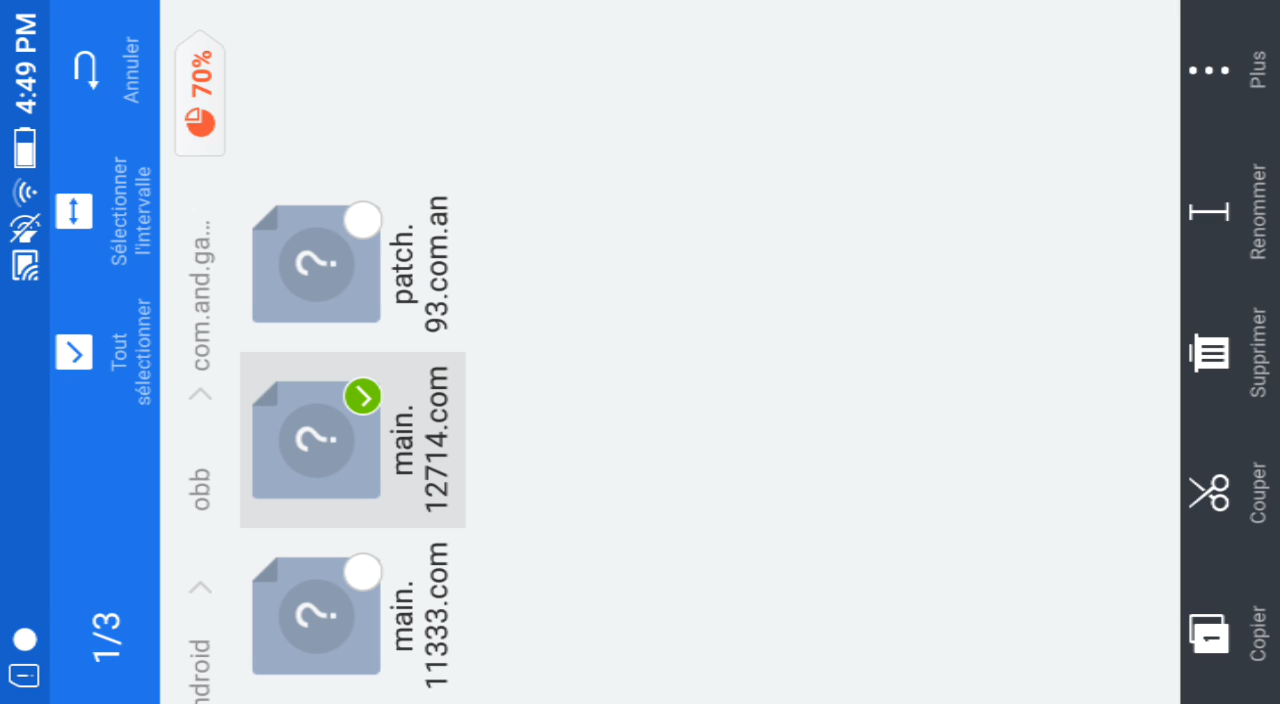 4:49 PM
1/3
Tout
sélectionner
Sélectionner
l'intervalle
Annuler
ndroid > obb > com.and.ga...
70%
main.
11333.com
main.
12714.com
patch.
93.com.an
1
Copier
Couper
Supprimer
Renommer
Plus